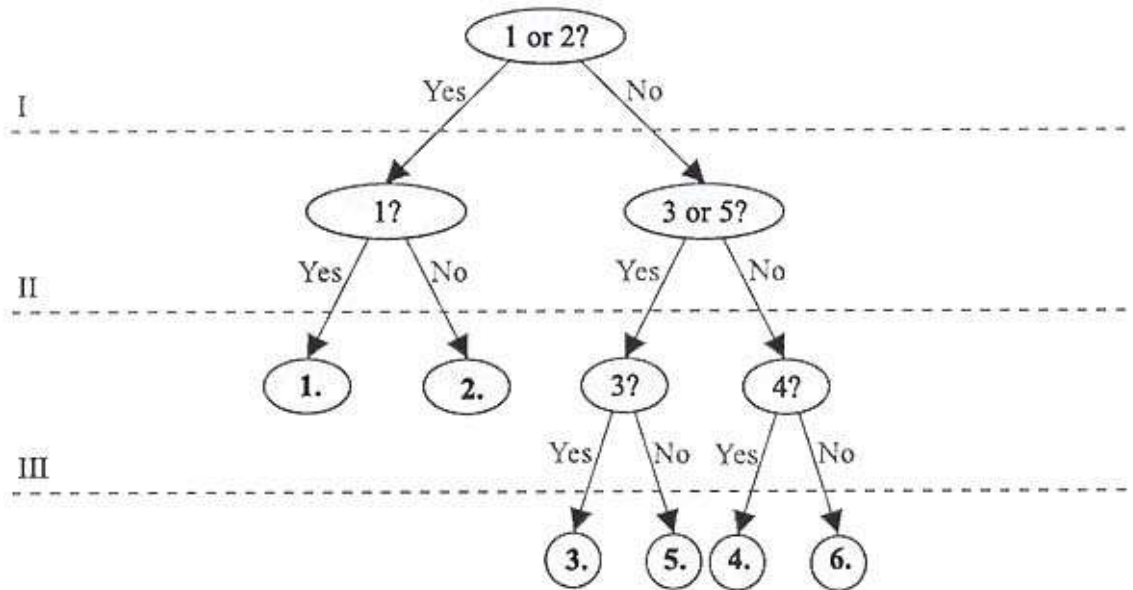 1 or 2?
Yes No
I
1? 3 or 5?
Yes No Yes No
II
1. 2. 3? 4?
Yes No Yes No
III
3. 5. 4. 6.